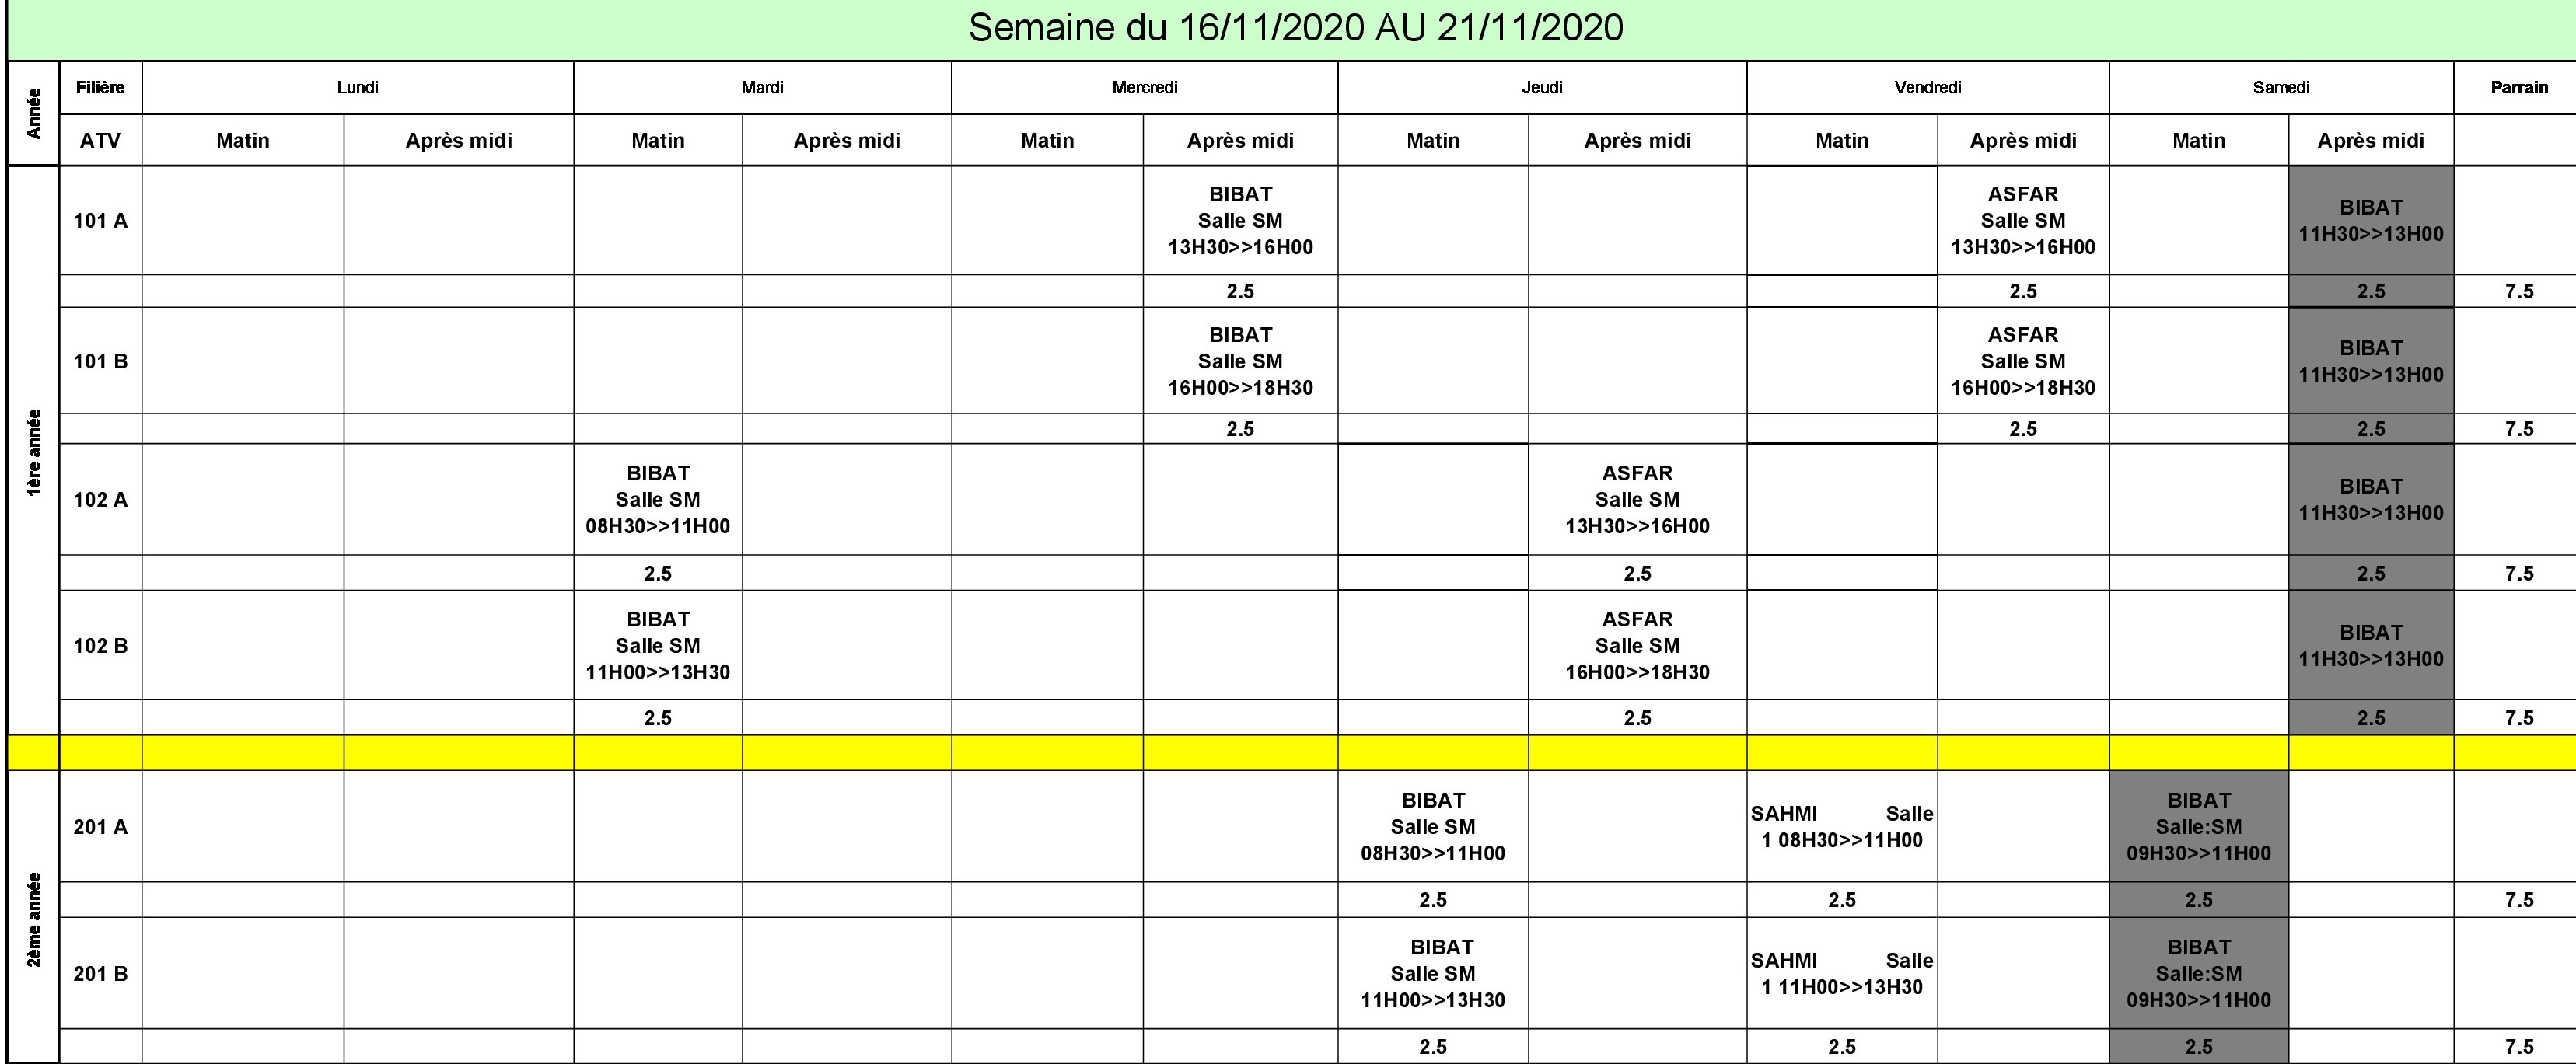 Semaine du 16/11/2020 AU 21/11/2020
Année Filière Lundi Mardi Mercredi Jeudi Vendredi Samedi Parrain
ATV Matin Après midi Matin Après midi Matin Après midi Matin Après midi Matin Après midi Matin Après midi
1ère année
101 A
BIBAT
Salle SM
13H30>>16H00
ASFAR
Salle SM
13H30>>16H00
BIBAT
11H30>>13H00
2.5 2.5 2.5 7.5
101 B
BIBAT
Salle SM
16H00>>18H30
ASFAR
Salle SM
16H00>>18H30
BIBAT
11H30>>13H00
2.5 2.5 2.5 7.5
102 A
BIBAT
Salle SM
08H30>>11H00
ASFAR
Salle SM
13H30>>16H00
BIBAT
11H30>>13H00
2.5 2.5 2.5 7.5
102 B
BIBAT
Salle SM
11H00>>13H30
ASFAR
Salle SM
16H00>>18H30
BIBAT
11H30>>13H00
2.5 2.5 2.5 7.5
2ème année
201 A
BIBAT
Salle SM
08H30>>11H00
SAHMI Salle
1 08H30>>11H00
BIBAT
Salle:SM
09H30>>11H00
2.5 2.5 2.5 7.5
201 B
BIBAT
Salle SM
11H00>>13H30
SAHMI Salle
1 11H00>>13H30
BIBAT
Salle:SM
09H30>>11H00
2.5 2.5 2.5 7.5